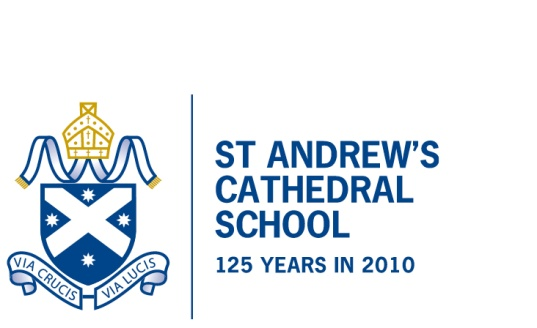 ST ANDREW’S
CATHEDRAL
SCHOOL
125 YEARS IN 2010
VIA CRUCIS VIA LUCIS